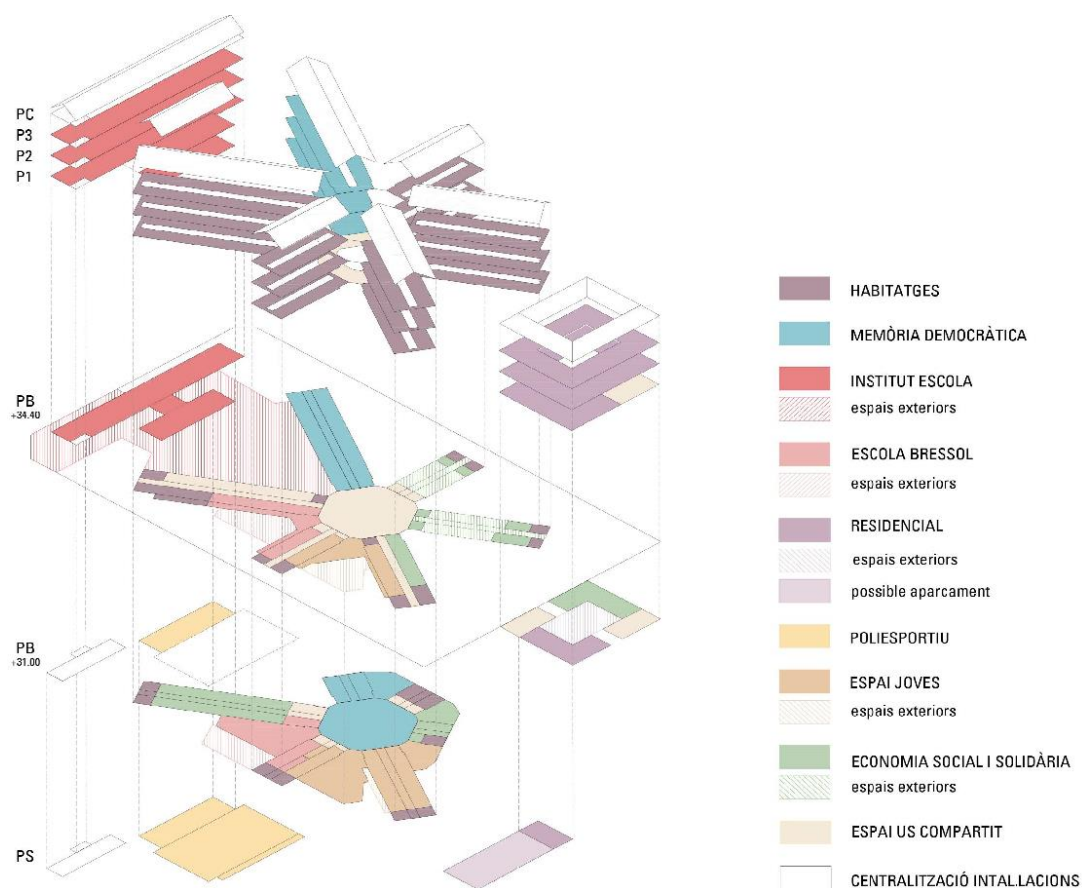 PC
P3
P2
P1
PB
+34.40
PB
+31.00
PS
HABITATGES
MEMÒRIA DEMOCRÀTICA
INSTITUT ESCOLA
espais exteriors
ESCOLA BRESSOL
espais exteriors
RESIDENCIAL
espais exteriors
possible aparcament
POLIESPORTIU
ESPAI JOVES
espais exteriors
ECONOMIA SOCIAL I SOLIDÀRIA
espais exteriors
ESPAI US COMPARTIT
CENTRALITZACIÓ INTAL.LACIONS